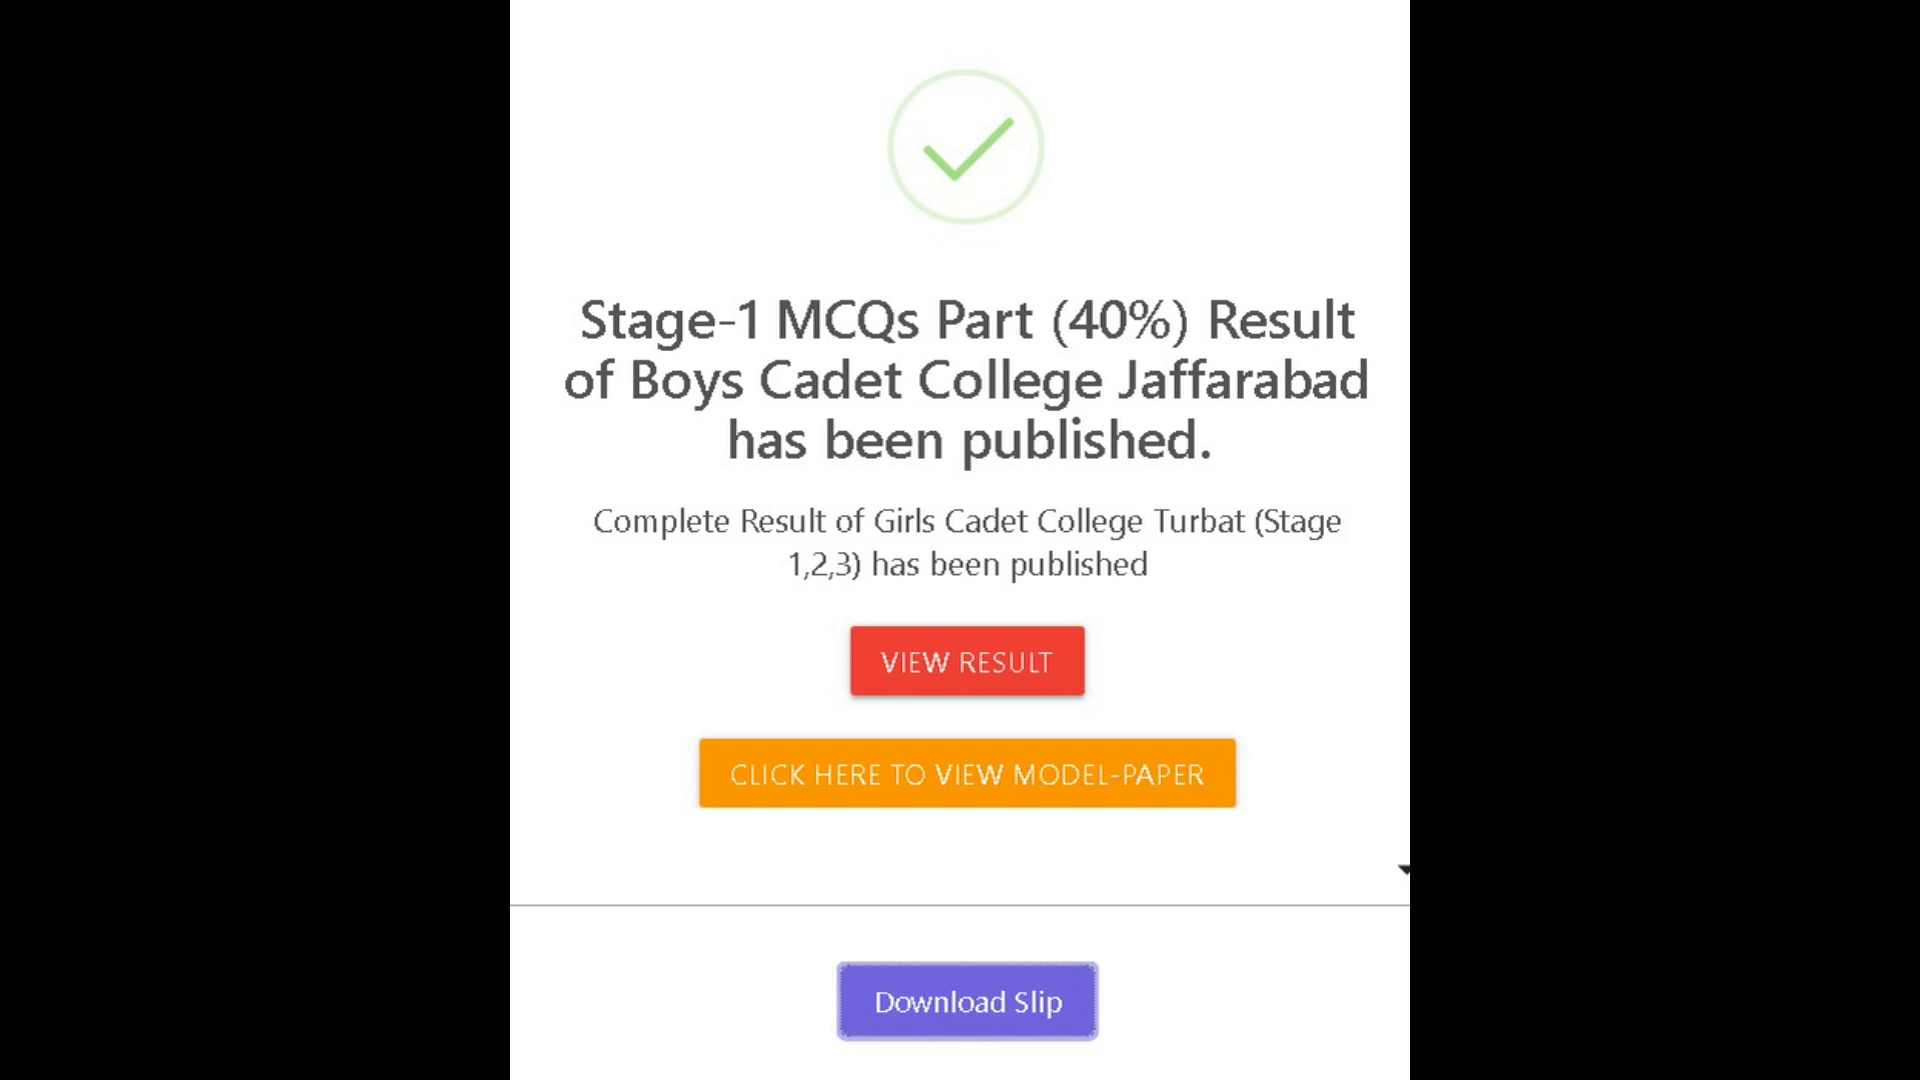 Stage-1 MCQs Part (40%) Result
of Boys Cadet College Jaffarabad
has been published.
Complete Result of Girls Cadet College Turbat (Stage
1,2,3) has been published
VIEW RESULT
CLICK HERE TO VIEW MODEL-PAPER
Download Slip